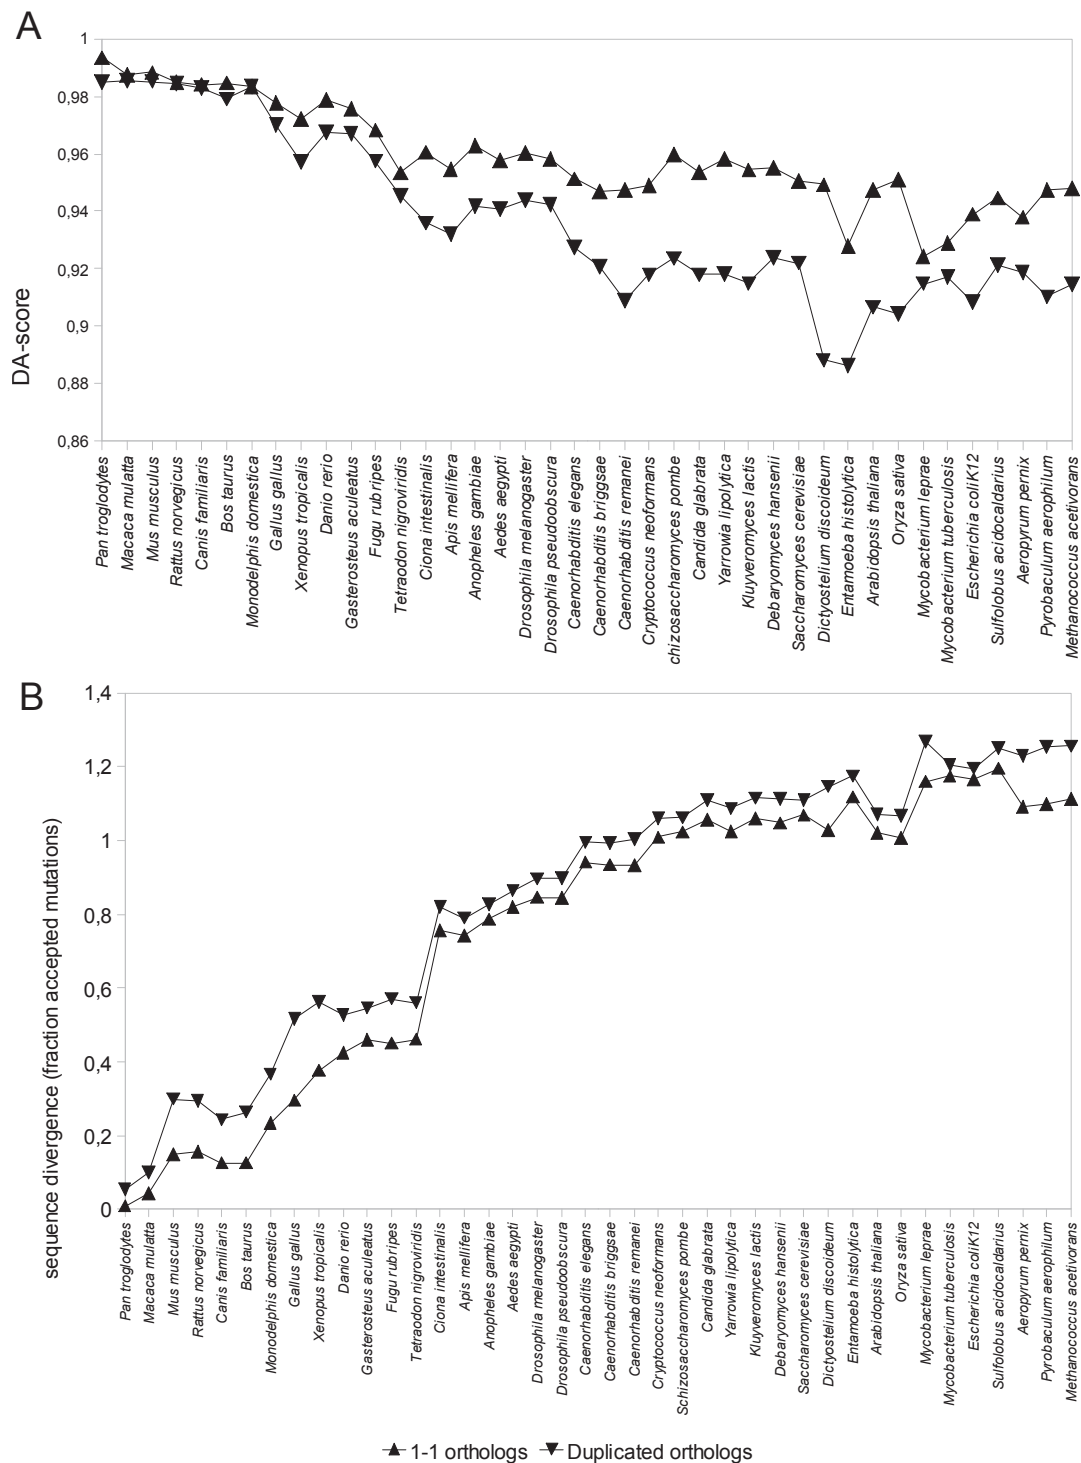 A
1
0,98
0,96
0,94
0,92
0,9
0,88
0,86
DA-score
Pan troglodytes
Macaca mulatta
Mus musculus
Rattus norvegicus
Canis familiaris
Bos taurus
Monodelphis domestica
Gallus gallus
Xenopus tropicalis
Danio rerio
Gasterosteus aculeatus
Fugu rubripes
Tetraodon nigroviridis
Ciona intestinalis
Apis mellifera
Anopheles gambiae
Aedes aegypti
Drosophila melanogaster
Drosophila pseudoobscura
Caenorhabditis elegans
Caenorhabditis briggsae
Caenorhabditis remanei
Cryptococcus neoformans
chizosaccharomyces pombe
Candida glabrata
Yarrowia lipolytica
Kluyveromyces lactis
Debaryomyces hansenii
Saccharomyces cerevisiae
Dictyostelium discoideum
Entamoeba histolytica
Arabidopsis thaliana
Oryza sativa
Mycobacterium leprae
Mycobacterium tuberculosis
Escherichia coliK12
Sulfolobus acidocaldarius
Aeropyrum pernix
Pyrobaculum aerophilum
Methanococcus acetivorans
B
1,4
1,2
1
0,8
0,6
0,4
0,2
0
sequence divergence (fraction accepted mutations)
Pan troglodytes
Macaca mulatta
Mus musculus
Rattus norvegicus
Canis familiaris
Bos taurus
Monodelphis domestica
Gallus gallus
Xenopus tropicalis
Danio rerio
Gasterosteus aculeatus
Fugu rubripes
Tetraodon nigroviridis
Ciona intestinalis
Apis mellifera
Anopheles gambiae
Aedes aegypti
Drosophila melanogaster
Drosophila pseudoobscura
Caenorhabditis elegans
Caenorhabditis briggsae
Caenorhabditis remanei
Cryptococcus neoformans
Schizosaccharomyces pombe
Candida glabrata
Yarrowia lipolytica
Kluyveromyces lactis
Debaryomyces hansenii
Saccharomyces cerevisiae
Dictyostelium discoideum
Entamoeba histolytica
Arabidopsis thaliana
Oryza sativa
Mycobacterium leprae
Mycobacterium tuberculosis
Escherichia coliK12
Sulfolobus acidocaldarius
Aeropyrum pernix
Pyrobaculum aerophilum
Methanococcus acetivorans
1-1 orthologs Duplicated orthologs